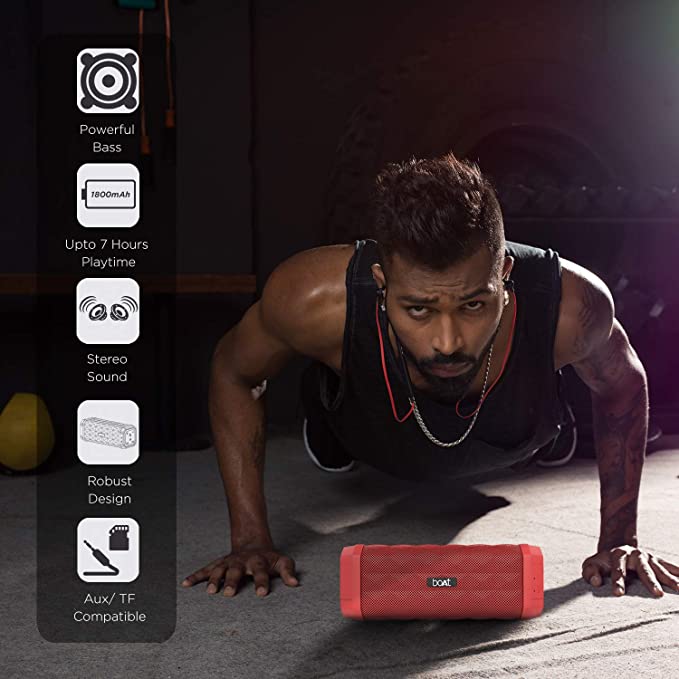 Powerful
Bass
1800mAh
Upto 7 Hours
Playtime
Stereo
Sound
Robust
Design
Aux/ TF
Compatible
boAt